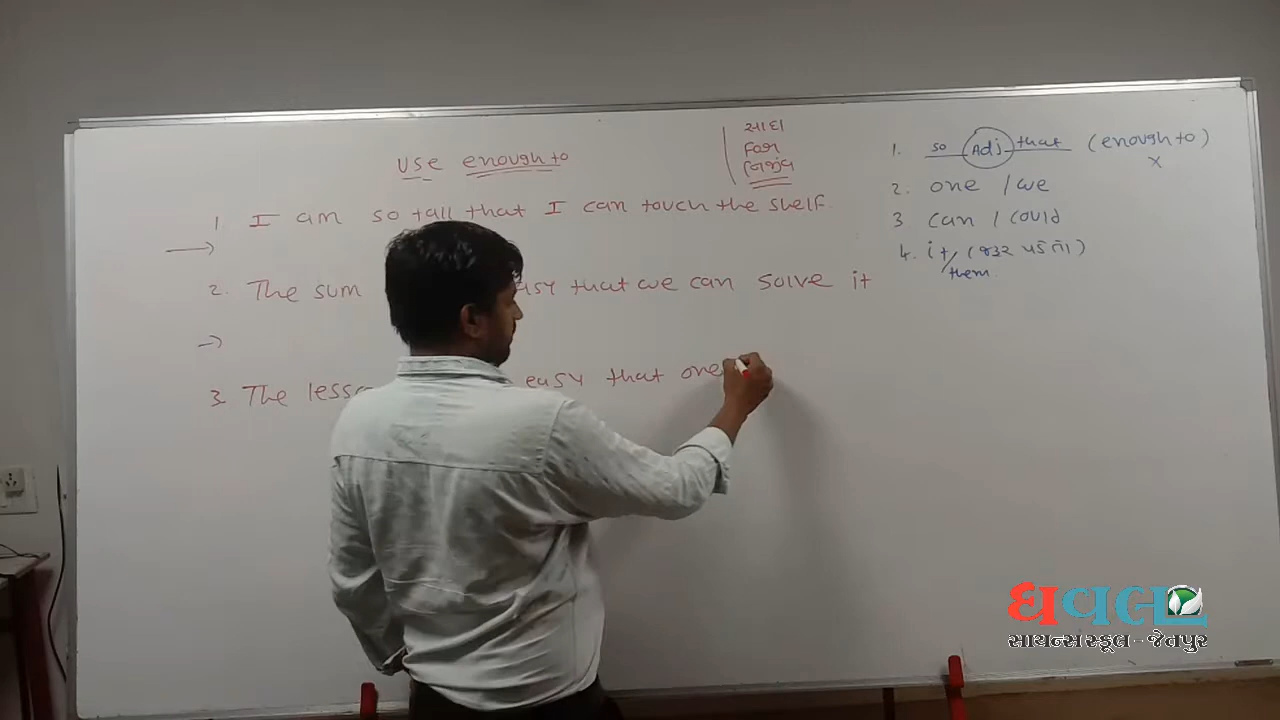 use enough to
સાદા
For
નિર્જીવ
1. I am so tall that I can touch the shelf.
2. The sum easy that we can solve it
3. The easy that one
1. so Adj that (enough to)
x
2. one / we
3 can / could
4. it/ (જરૂર પડે તો)
them.
ધવલ
સાયન્સ સ્કૂલ - જેતપુર